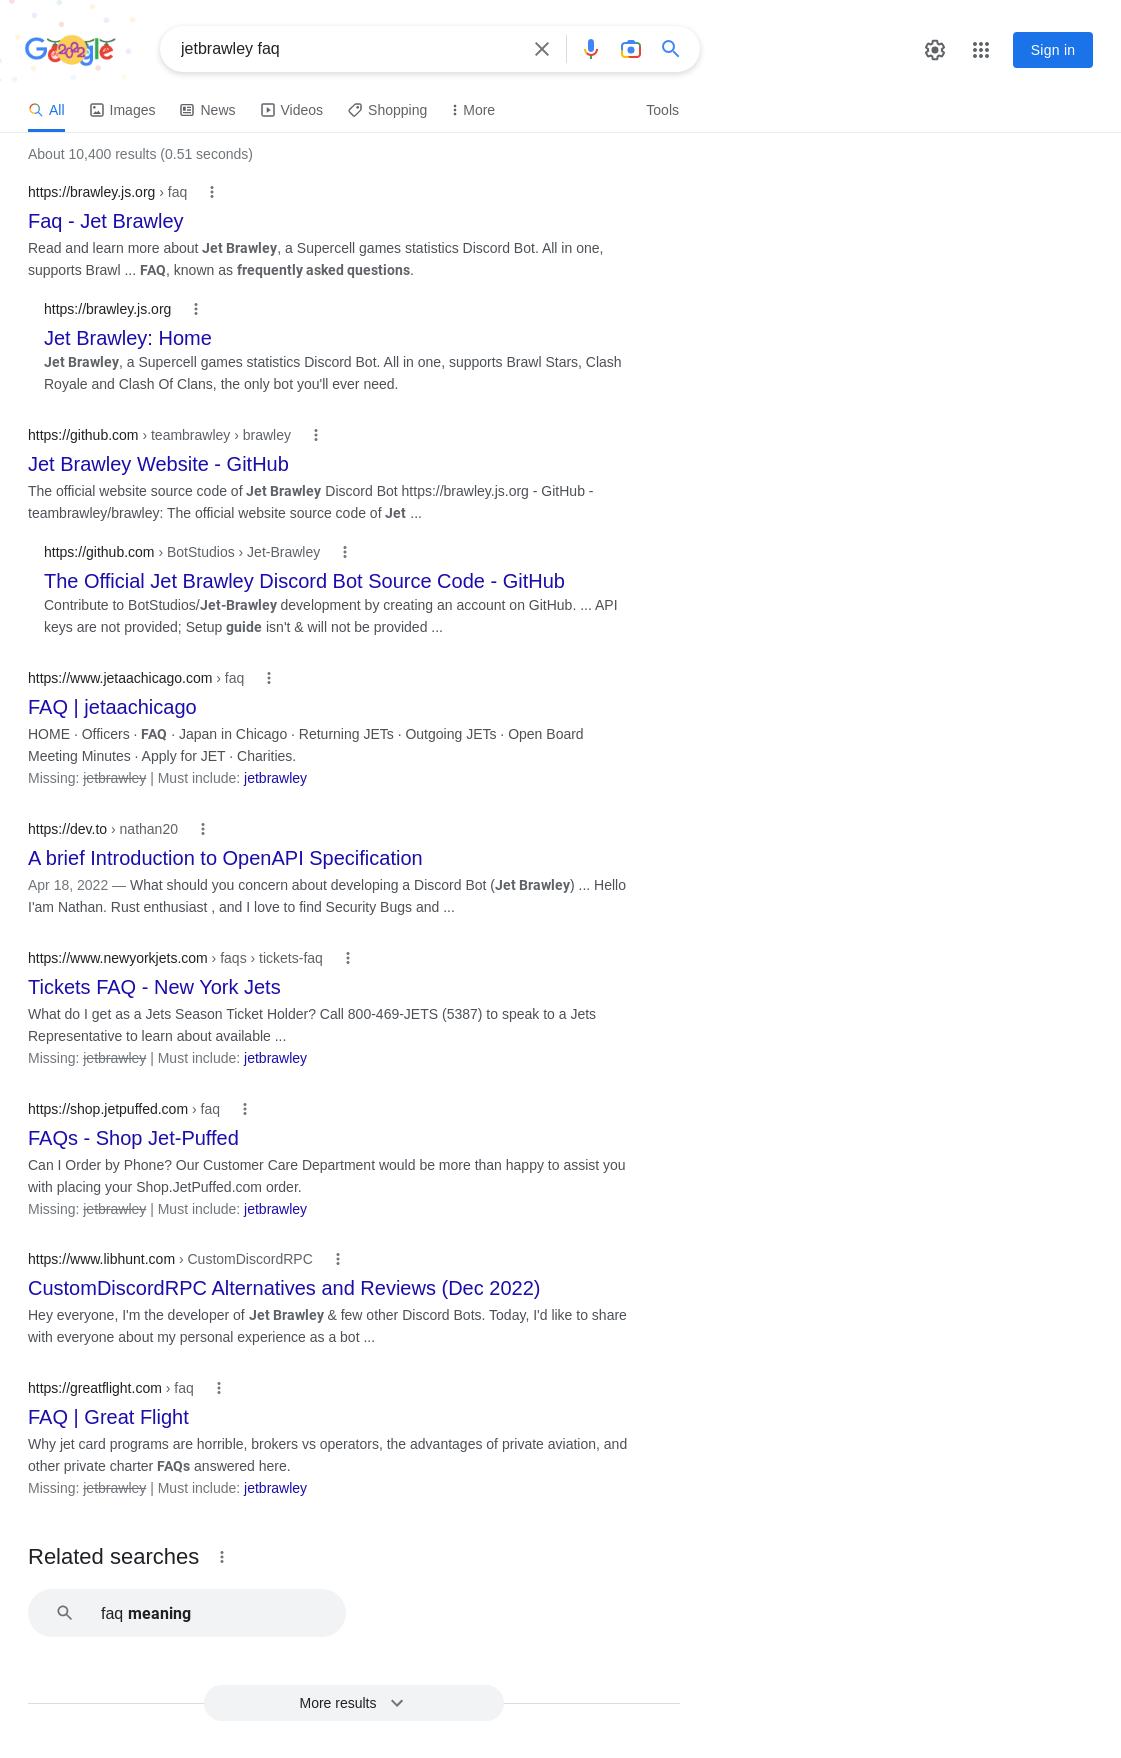 Google
jetbrawley faq
Sign in
All Images News Videos Shopping More Tools
About 10,400 results (0.51 seconds)
https://brawley.js.org › faq
Faq - Jet Brawley
Read and learn more about Jet Brawley, a Supercell games statistics Discord Bot. All in one,
supports Brawl ... FAQ, known as frequently asked questions.
https://brawley.js.org
Jet Brawley: Home
Jet Brawley, a Supercell games statistics Discord Bot. All in one, supports Brawl Stars, Clash
Royale and Clash Of Clans, the only bot you'll ever need.
https://github.com › teambrawley › brawley
Jet Brawley Website - GitHub
The official website source code of Jet Brawley Discord Bot https://brawley.js.org - GitHub -
teambrawley/brawley: The official website source code of Jet ...
https://github.com › BotStudios › Jet-Brawley
The Official Jet Brawley Discord Bot Source Code - GitHub
Contribute to BotStudios/Jet-Brawley development by creating an account on GitHub. ... API
keys are not provided; Setup guide isn't & will not be provided ...
https://www.jetaachicago.com › faq
FAQ | jetaachicago
HOME · Officers · FAQ · Japan in Chicago · Returning JETs · Outgoing JETs · Open Board
Meeting Minutes · Apply for JET · Charities.
Missing: jetbrawley | Must include: jetbrawley
https://dev.to › nathan20
A brief Introduction to OpenAPI Specification
Apr 18, 2022 — What should you concern about developing a Discord Bot (Jet Brawley) ... Hello
I'am Nathan. Rust enthusiast , and I love to find Security Bugs and ...
https://www.newyorkjets.com › faqs › tickets-faq
Tickets FAQ - New York Jets
What do I get as a Jets Season Ticket Holder? Call 800-469-JETS (5387) to speak to a Jets
Representative to learn about available ...
Missing: jetbrawley | Must include: jetbrawley
https://shop.jetpuffed.com › faq
FAQs - Shop Jet-Puffed
Can I Order by Phone? Our Customer Care Department would be more than happy to assist you
with placing your Shop.JetPuffed.com order.
Missing: jetbrawley | Must include: jetbrawley
https://www.libhunt.com › CustomDiscordRPC
CustomDiscordRPC Alternatives and Reviews (Dec 2022)
Hey everyone, I'm the developer of Jet Brawley & few other Discord Bots. Today, I'd like to share
with everyone about my personal experience as a bot ...
https://greatflight.com › faq
FAQ | Great Flight
Why jet card programs are horrible, brokers vs operators, the advantages of private aviation, and
other private charter FAQs answered here.
Missing: jetbrawley | Must include: jetbrawley
Related searches
faq meaning
More results